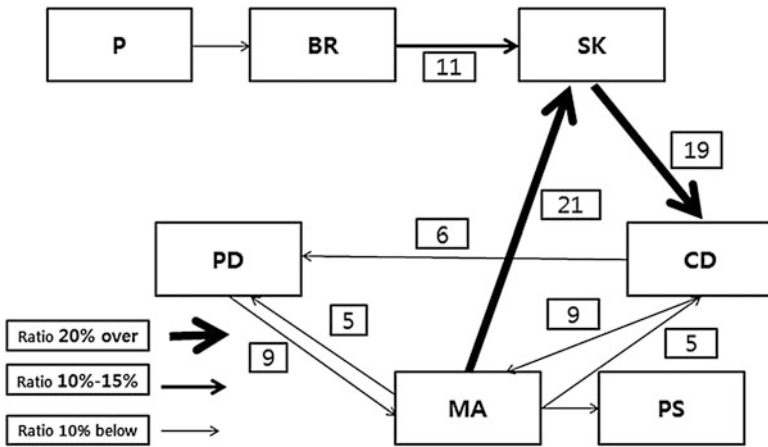 P
BR
SK
11
19
21
6
PD
CD
5
9
9
5
Ratio 20% over
Ratio 10%-15%
Ratio 10% below
MA
PS